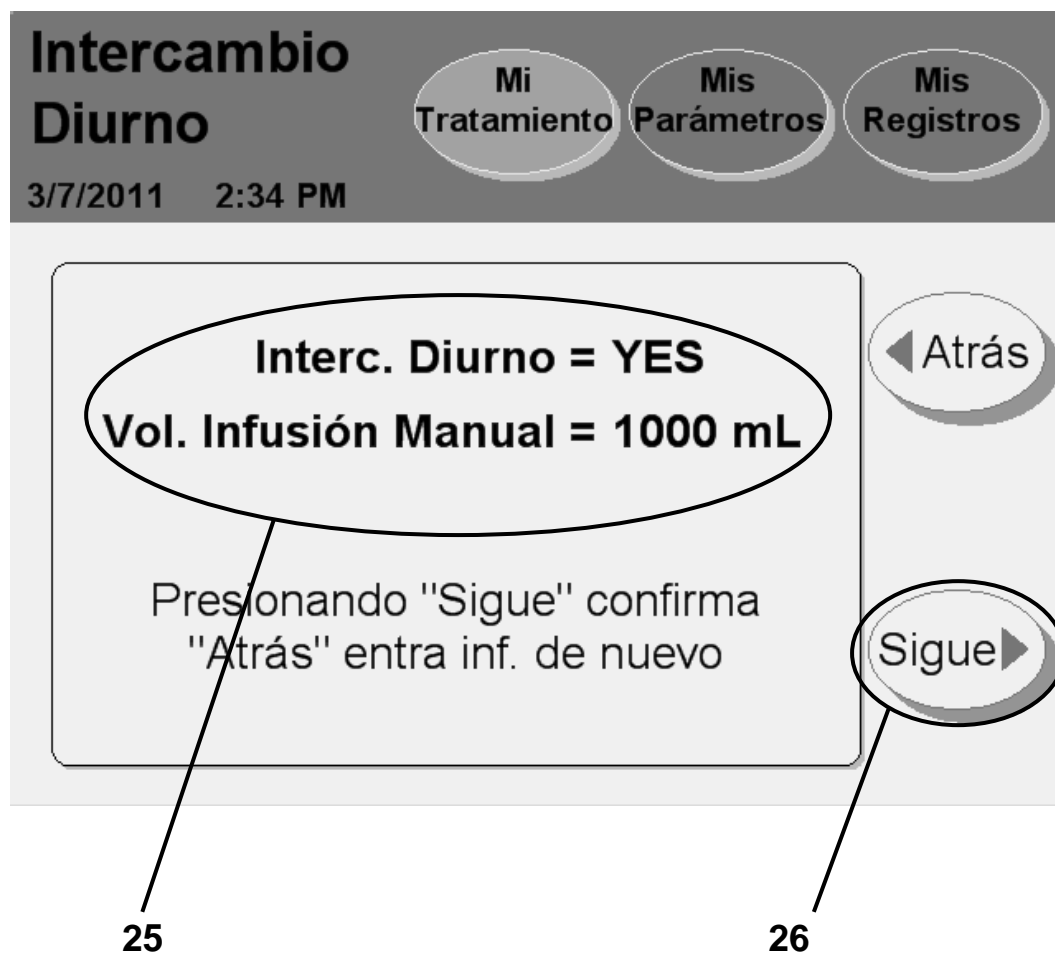 Intercambio
Diurno
3/7/2011 2:34 PM
Mi
Tratamiento
Mis
Parámetros
Mis
Registros
Interc. Diurno = YES
Vol. Infusión Manual = 1000 mL
Atrás
Presionando "Sigue" confirma
"Atrás" entra inf. de nuevo
Sigue
25
26